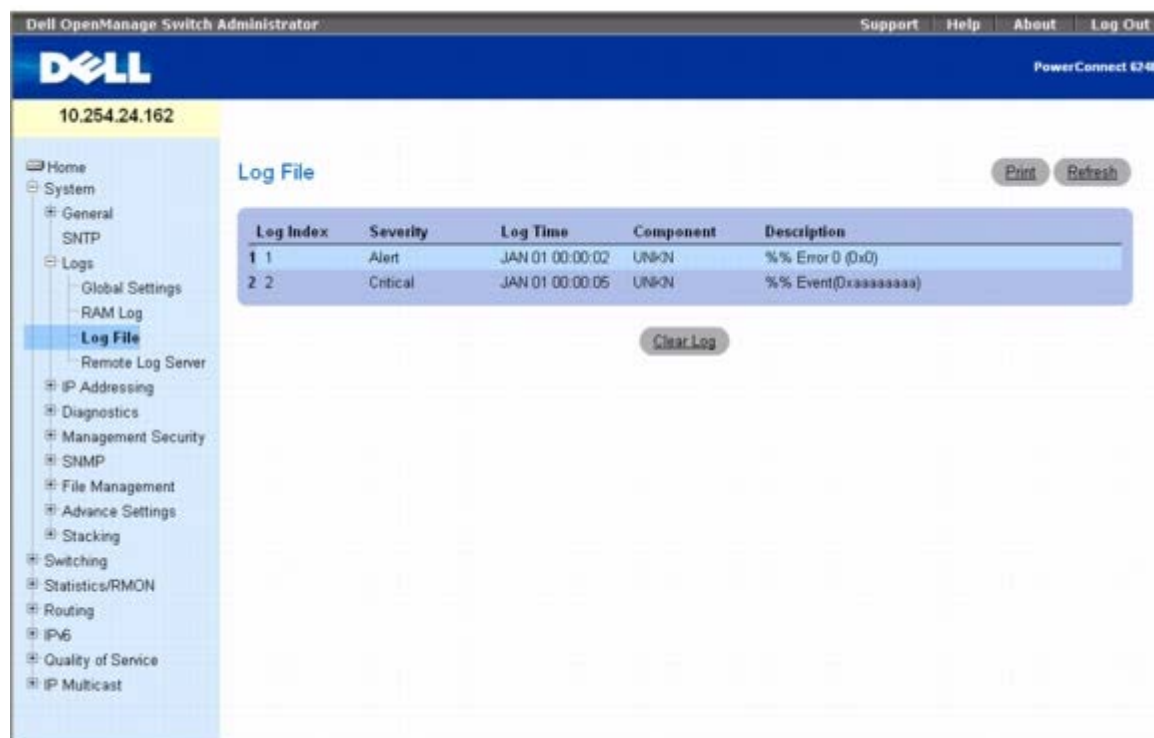 Dell OpenManage Switch Administrator Support Help About Log Out
DELL PowerConnect 6248
10.254.24.162
Home
System
General
SNTP
Logs
Global Settings
RAM Log
Log File
Remote Log Server
IP Addressing
Diagnostics
Management Security
SNMP
File Management
Advance Settings
Stacking
Switching
Statistics/RMON
Routing
IPv6
Quality of Service
IP Multicast
Log File Print Refresh
Log Index Severity Log Time Component Description
1 1 Alert JAN 01 00:00:02 UNKN %% Error 0 (0x0)
2 2 Critical JAN 01 00:00:05 UNKN %% Event(0xaaaaaaaa)
Clear Log